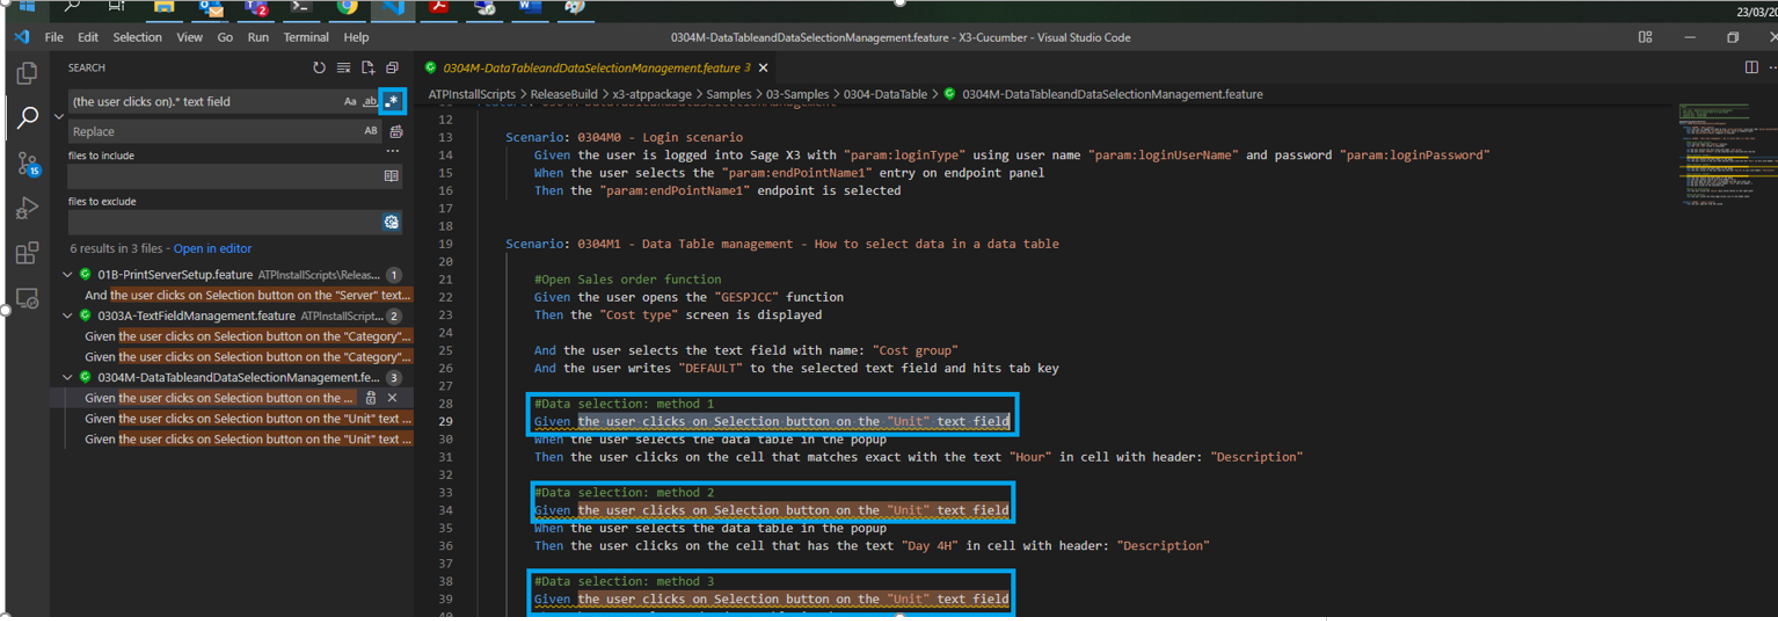 23/03/20
File Edit Selection View Go Run Terminal Help
0304M-DataTableandDataSelectionManagement.feature - X3-Cucumber - Visual Studio Code
SEARCH
(the user clicks on).* text field
Aa ab .*
Replace
AB
files to include
files to exclude
6 results in 3 files - Open in editor
01B-PrintServerSetup.feature ATPInstallScripts\Releas... 1
And the user clicks on Selection button on the "Server" text...
0303A-TextFieldManagement.feature ATPInstallScript... 2
Given the user clicks on Selection button on the "Category"...
Given the user clicks on Selection button on the "Category"...
0304M-DataTableandDataSelectionManagement.fe... 3
Given the user clicks on Selection button on the ...
Given the user clicks on Selection button on the "Unit" text ...
Given the user clicks on Selection button on the "Unit" text ...
15
0304M-DataTableandDataSelectionManagement.feature 3
ATPInstallScripts > ReleaseBuild > x3-atppackage > Samples > 03-Samples > 0304-DataTable > 0304M-DataTableandDataSelectionManagement.feature
12
13 Scenario: 0304M0 - Login scenario
14 Given the user is logged into Sage X3 with "param:loginType" using user name "param:loginUserName" and password "param:loginPassword"
15 When the user selects the "param:endPointName1" entry on endpoint panel
16 Then the "param:endPointName1" endpoint is selected
17
18
19 Scenario: 0304M1 - Data Table management - How to select data in a data table
20
21 #Open Sales order function
22 Given the user opens the "GESPJCC" function
23 Then the "Cost type" screen is displayed
24
25 And the user selects the text field with name: "Cost group"
26 And the user writes "DEFAULT" to the selected text field and hits tab key
27
28 #Data selection: method 1
29 Given the user clicks on Selection button on the "Unit" text field
30 When the user selects the data table in the popup
31 Then the user clicks on the cell that matches exact with the text "Hour" in cell with header: "Description"
32
33 #Data selection: method 2
34 Given the user clicks on Selection button on the "Unit" text field
35 When the user selects the data table in the popup
36 Then the user clicks on the cell that has the text "Day 4H" in cell with header: "Description"
37
38 #Data selection: method 3
39 Given the user clicks on Selection button on the "Unit" text field